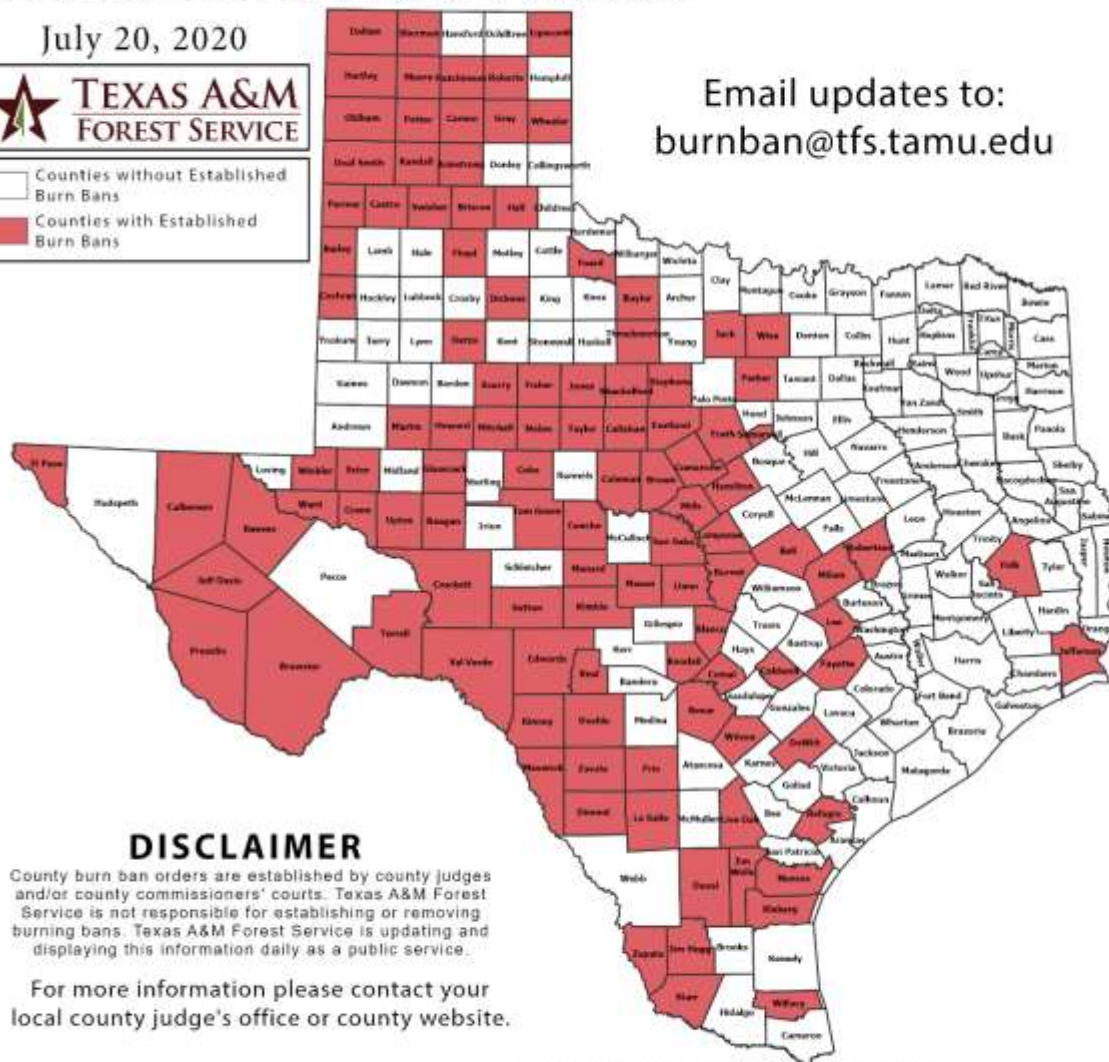 July 20, 2020
TEXAS A&M
FOREST SERVICE
Counties without Established
Burn Bans
Counties with Established
Burn Bans
Email updates to:
burnban@tfs.tamu.edu
Dallam Sherman Hansford Ochiltree Lipscomb
Hartley Moore Hutchinson Roberts Hemphill
Oldham Potter Carson Gray Wheeler
Deaf Smith Randall Armstrong Donley Collingsworth
Parmer Castro Swisher Briscoe Hall Childress
Hardeman
Bailey Lamb Hale Floyd Motley Cottle Foard Wilbarger Wichita
Clay Montague Cooke Grayson Fannin Lamar Red River Bowie
Cochran Hockley Lubbock Crosby Dickens King Knox Baylor Archer
Delta Titus Franklin Morris Cass
Yoakum Terry Lynn Garza Kent Stonewall Haskell Throckmorton Young Jack Wise Denton Collin Hunt Hopkins Camp
Rockwall Rains Wood Upshur Marion
Gaines Dawson Borden Scurry Fisher Jones Shackelford Stephens Palo Pinto Parker Tarrant Dallas Kaufman Van Zandt Gregg Harrison
Andrews Martin Howard Mitchell Nolan Taylor Callahan Eastland Erath Somervell Hood Johnson Ellis Henderson Smith Rusk Panola
El Paso Hudspeth Culberson Reeves Loving Winkler Ector Midland Glasscock Sterling Coke Runnels Coleman Brown Comanche Hamilton Bosque Hill Navarro Anderson Cherokee Nacogdoches Shelby
Ward Crane Upton Reagan Irion Tom Green Concho McCulloch San Saba Mills Lampasas Coryell McLennan Limestone Freestone Leon Houston Angelina San Augustine Sabine
Jeff Davis Pecos Crockett Schleicher Menard Mason Llano Burnet Bell Falls Robertson Madison Trinity Polk Tyler Jasper Newton
Presidio Brewster Terrell Sutton Kimble Gillespie Blanco Williamson Milam Brazos Grimes Walker San Jacinto Hardin
Val Verde Edwards Real Kerr Kendall Hays Travis Bastrop Lee Burleson Washington Montgomery Liberty Orange
Bandera Comal Caldwell Fayette Austin Waller Harris Chambers Jefferson
Kinney Uvalde Medina Bexar Guadalupe Gonzales Lavaca Colorado Fort Bend Galveston
Maverick Zavala Frio Atascosa Wilson Karnes DeWitt Victoria Jackson Wharton Matagorda Brazoria
Dimmit La Salle McMullen Live Oak Bee Goliad Refugio Calhoun Aransas
Webb Duval Jim Wells San Patricio Nueces
Kleberg
Zapata Jim Hogg Brooks Kenedy
Starr Hidalgo Willacy
Cameron
DISCLAIMER
County burn ban orders are established by county judges
and/or county commissioners' courts. Texas A&M Forest
Service is not responsible for establishing or removing
burning bans. Texas A&M Forest Service is updating and
displaying this information daily as a public service.
For more information please contact your
local county judge's office or county website.